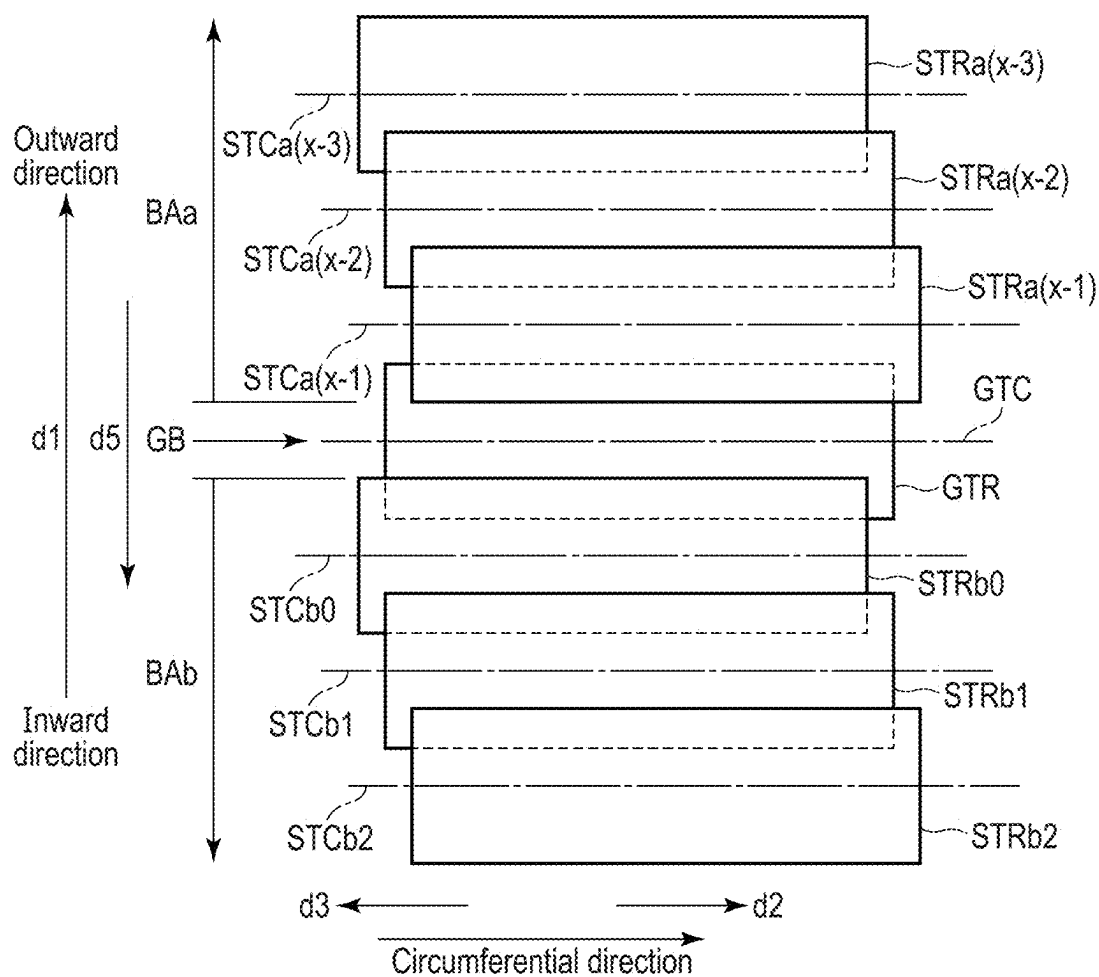 STRa(x-3)
STCa(x-3)
Outward
direction
STRa(x-2)
BAa
STCa(x-2)
STRa(x-1)
STCa(x-1)
GTC
d1
d5
GB
GTR
STRb0
STCb0
BAb
STRb1
Inward
direction
STCb1
STCb2
STRb2
d3
d2
Circumferential direction